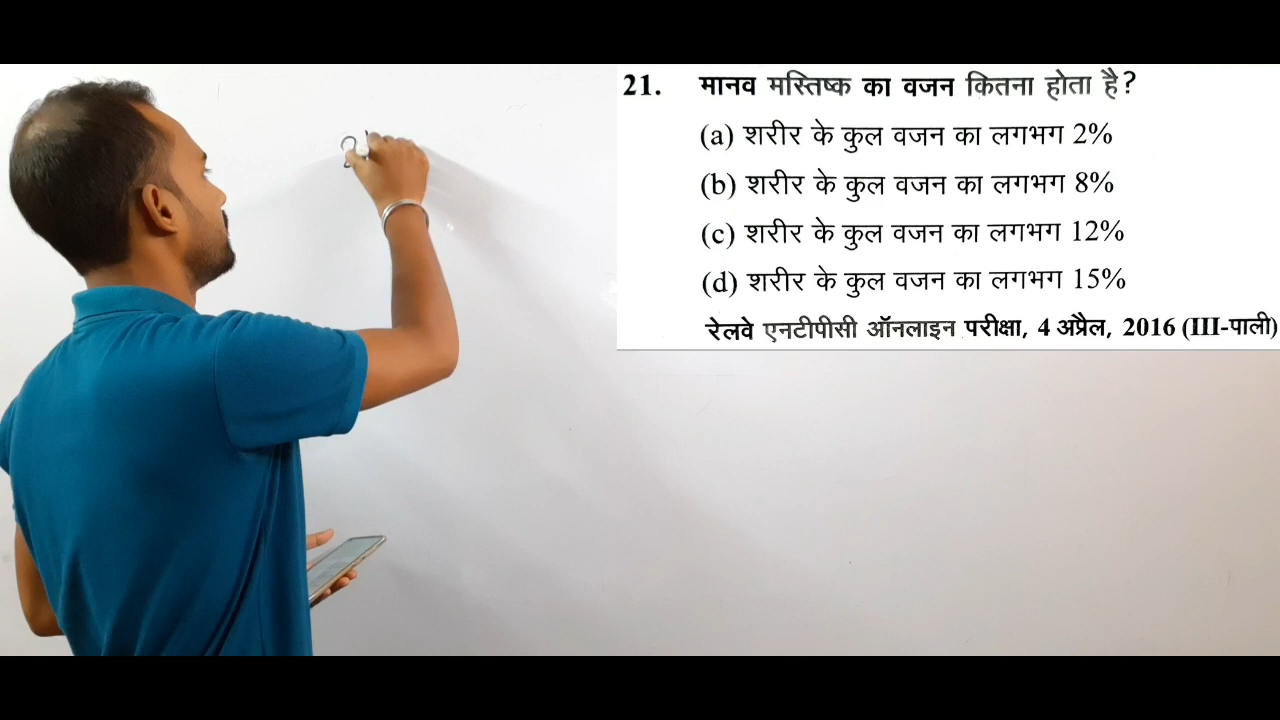 21. मानव मस्तिष्क का वजन कितना होता है?
(a) शरीर के कुल वजन का लगभग 2%
(b) शरीर के कुल वजन का लगभग 8%
(c) शरीर के कुल वजन का लगभग 12%
(d) शरीर के कुल वजन का लगभग 15%
रेलवे एनटीपीसी ऑनलाइन परीक्षा, 4 अप्रैल, 2016 (III-पाली)